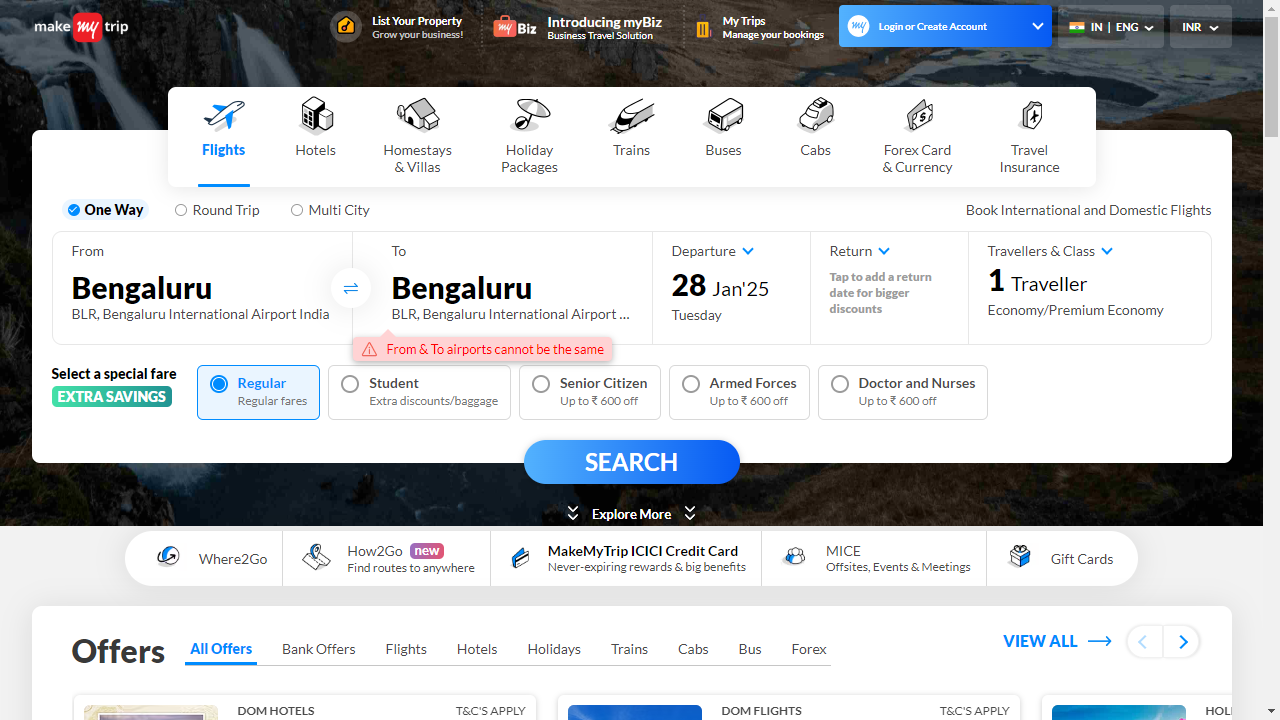 make my trip
List Your Property
Grow your business!
my Biz
Introducing myBiz
Business Travel Solution
My Trips
Manage your bookings
my
Login or Create Account
IN | ENG
INR
Flights
Hotels
Homestays
& Villas
Holiday
Packages
Trains
Buses
Cabs
Forex Card
& Currency
Travel
Insurance
One Way
Round Trip
Multi City
Book International and Domestic Flights
From
Bengaluru
BLR, Bengaluru International Airport India
To
Bengaluru
BLR, Bengaluru International Airport ...
Departure
28 Jan'25
Tuesday
Return
Tap to add a return
date for bigger
discounts
Travellers & Class
1 Traveller
Economy/Premium Economy
From & To airports cannot be the same
Select a special fare
EXTRA SAVINGS
Regular
Regular fares
Student
Extra discounts/baggage
Senior Citizen
Up to ₹ 600 off
Armed Forces
Up to ₹ 600 off
Doctor and Nurses
Up to ₹ 600 off
SEARCH
Explore More
Where2Go
How2Go new
Find routes to anywhere
MakeMyTrip ICICI Credit Card
Never-expiring rewards & big benefits
MICE
Offsites, Events & Meetings
Gift Cards
Offers
All Offers
Bank Offers
Flights
Hotels
Holidays
Trains
Cabs
Bus
Forex
VIEW ALL
DOM HOTELS
T&C'S APPLY
DOM FLIGHTS
T&C'S APPLY